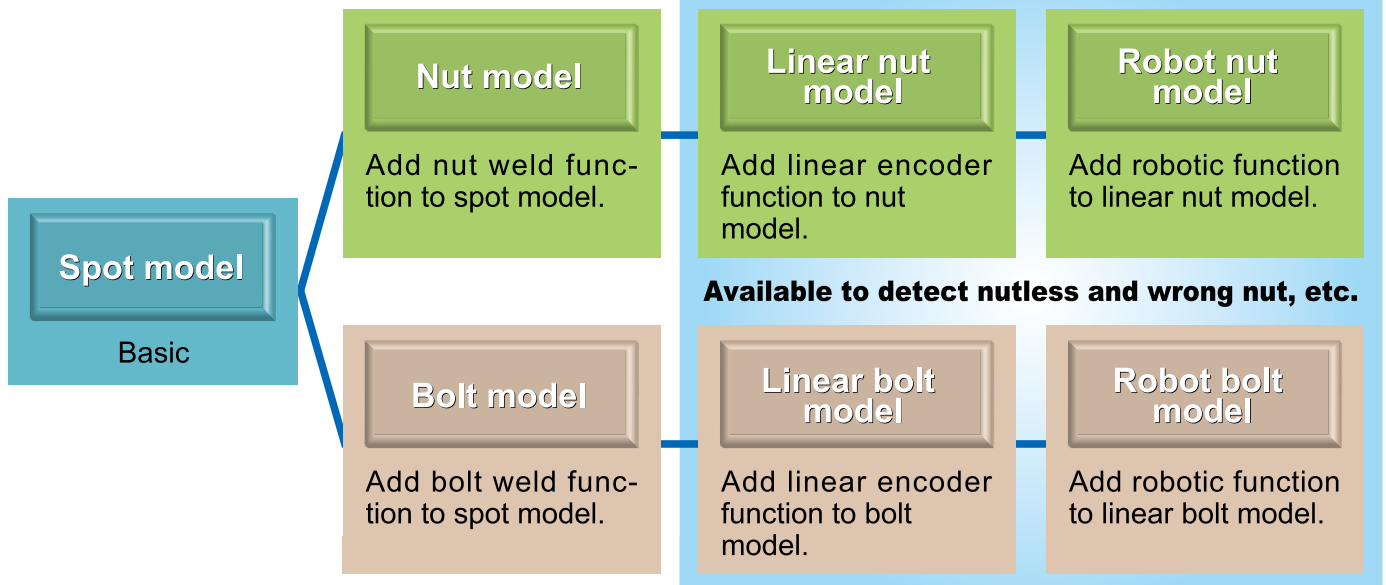 Spot model
Basic
Nut model
Add nut weld func-
tion to spot model.
Linear nut
model
Add linear encoder
function to nut
model.
Robot nut
model
Add robotic function
to linear nut model.
Available to detect nutless and wrong nut, etc.
Bolt model
Add bolt weld func-
tion to spot model.
Linear bolt
model
Add linear encoder
function to bolt
model.
Robot bolt
model
Add robotic function
to linear bolt model.